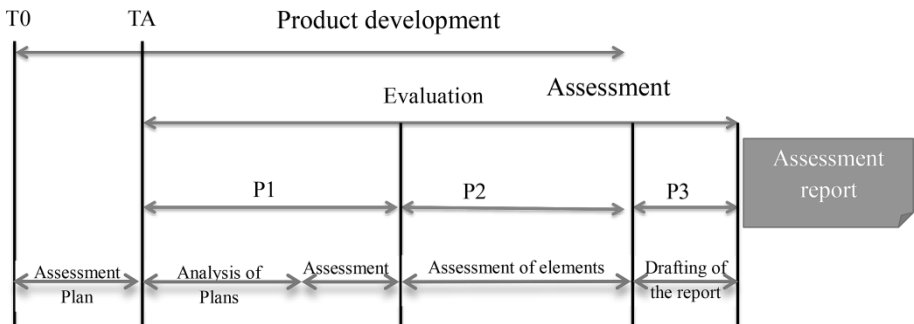 T0
TA
Product development
Evaluation
Assessment
Assessment
report
P1
P2
P3
Assessment
Plan
Analysis of
Plans
Assessment
Assessment of elements
Drafting of
the report